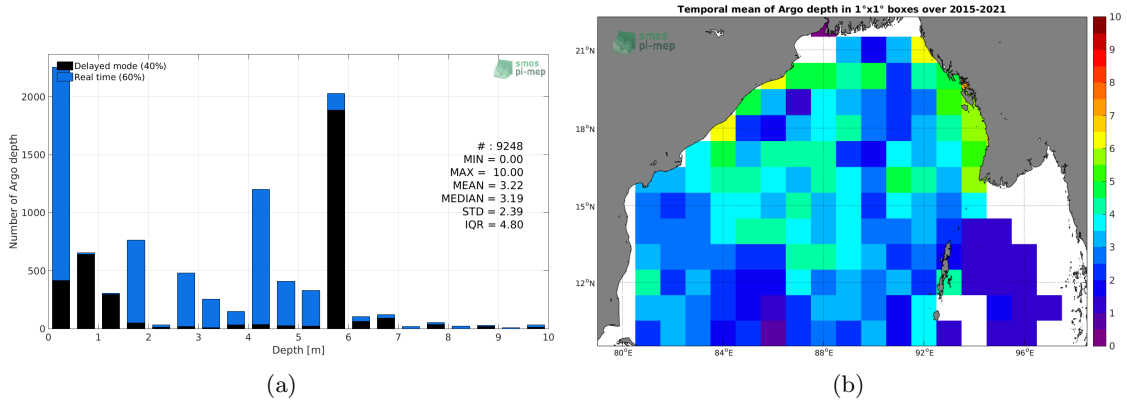 Delayed mode (40%)
Real time (60%)
smos
pi-mep
# : 9248
MIN = 0.00
MAX = 10.00
MEAN = 3.22
MEDIAN = 3.19
STD = 2.39
IQR = 4.80
Number of Argo depth
2000
1500
1000
500
0
0 1 2 3 4 5 6 7 8 9 10
Depth [m]
(a)
Temporal mean of Argo depth in 1°x1° boxes over 2015-2021
smos
pi-mep
21°N
18°N
15°N
12°N
80°E 84°E 88°E 92°E 96°E
10
9
8
7
6
5
4
3
2
1
0
(b)